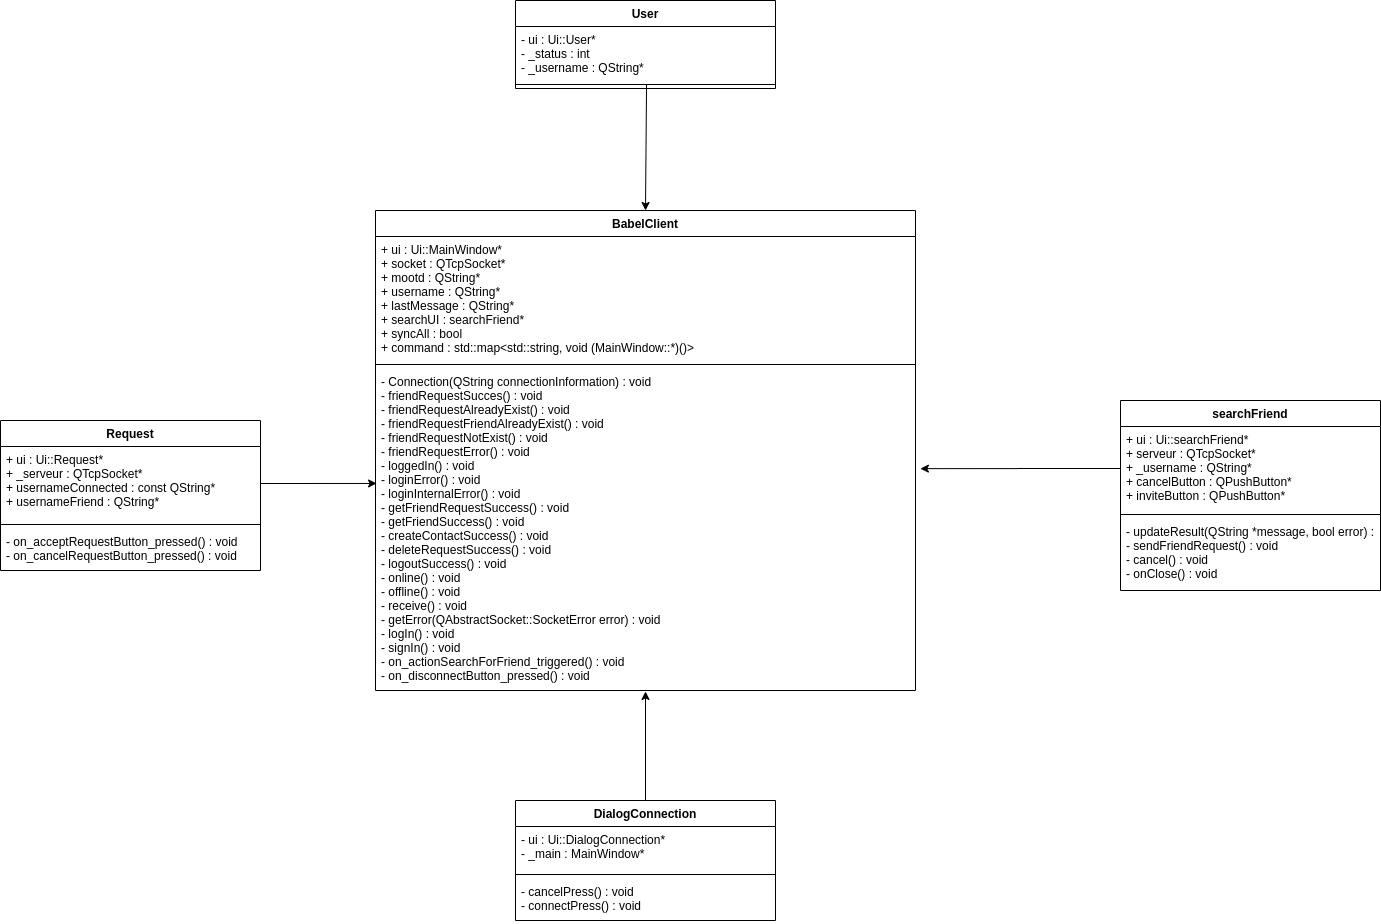 User
- ui : Ui::User*
- _status : int
- _username : QString*
BabelClient
+ ui : Ui::MainWindow*
+ socket : QTcpSocket*
+ mootd : QString*
+ username : QString*
+ lastMessage : QString*
+ searchUI : searchFriend*
+ syncAll : bool
+ command : std::map<std::string, void (MainWindow::*)()>
- Connection(QString connectionInformation) : void
- friendRequestSucces() : void
- friendRequestAlreadyExist() : void
- friendRequestFriendAlreadyExist() : void
- friendRequestNotExist() : void
- friendRequestError() : void
- loggedIn() : void
- loginError() : void
- loginInternalError() : void
- getFriendRequestSuccess() : void
- getFriendSuccess() : void
- createContactSuccess() : void
- deleteRequestSuccess() : void
- logoutSuccess() : void
- online() : void
- offline() : void
- receive() : void
- getError(QAbstractSocket::SocketError error) : void
- logIn() : void
- signIn() : void
- on_actionSearchForFriend_triggered() : void
- on_disconnectButton_pressed() : void
Request
+ ui : Ui::Request*
+ _serveur : QTcpSocket*
+ usernameConnected : const QString*
+ usernameFriend : QString*
- on_acceptRequestButton_pressed() : void
- on_cancelRequestButton_pressed() : void
searchFriend
+ ui : Ui::searchFriend*
+ serveur : QTcpSocket*
+ _username : QString*
+ cancelButton : QPushButton*
+ inviteButton : QPushButton*
- updateResult(QString *message, bool error) :
- sendFriendRequest() : void
- cancel() : void
- onClose() : void
DialogConnection
- ui : Ui::DialogConnection*
- _main : MainWindow*
- cancelPress() : void
- connectPress() : void